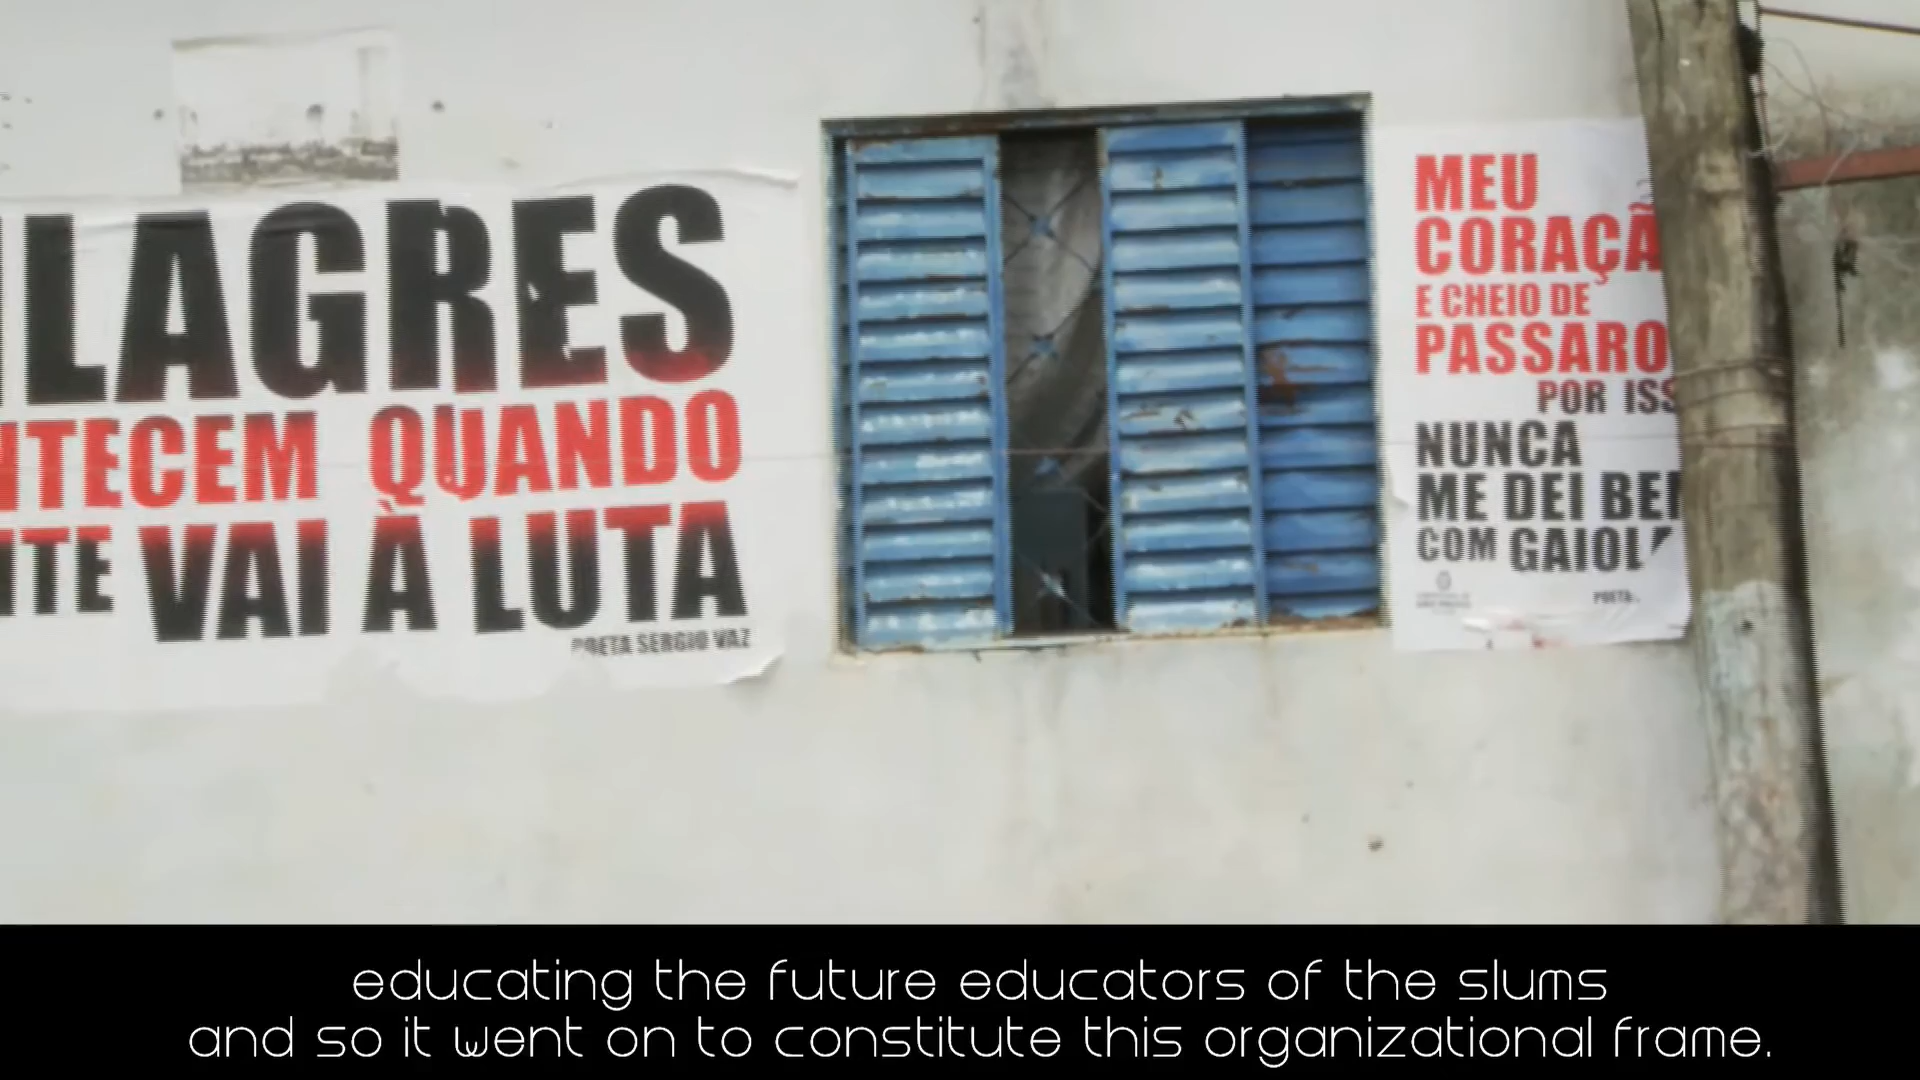 ILAGRES
NTECEM QUANDO
NTE VAI À LUTA
POETA SERGIO VAZ
MEU
CORAÇÃ
E CHEIO DE
PASSARO
POR ISS
NUNCA
ME DEI BEM
COM GAIOLA
POETA
educating the future educators of the slums
and so it went on to constitute this organizational frame.